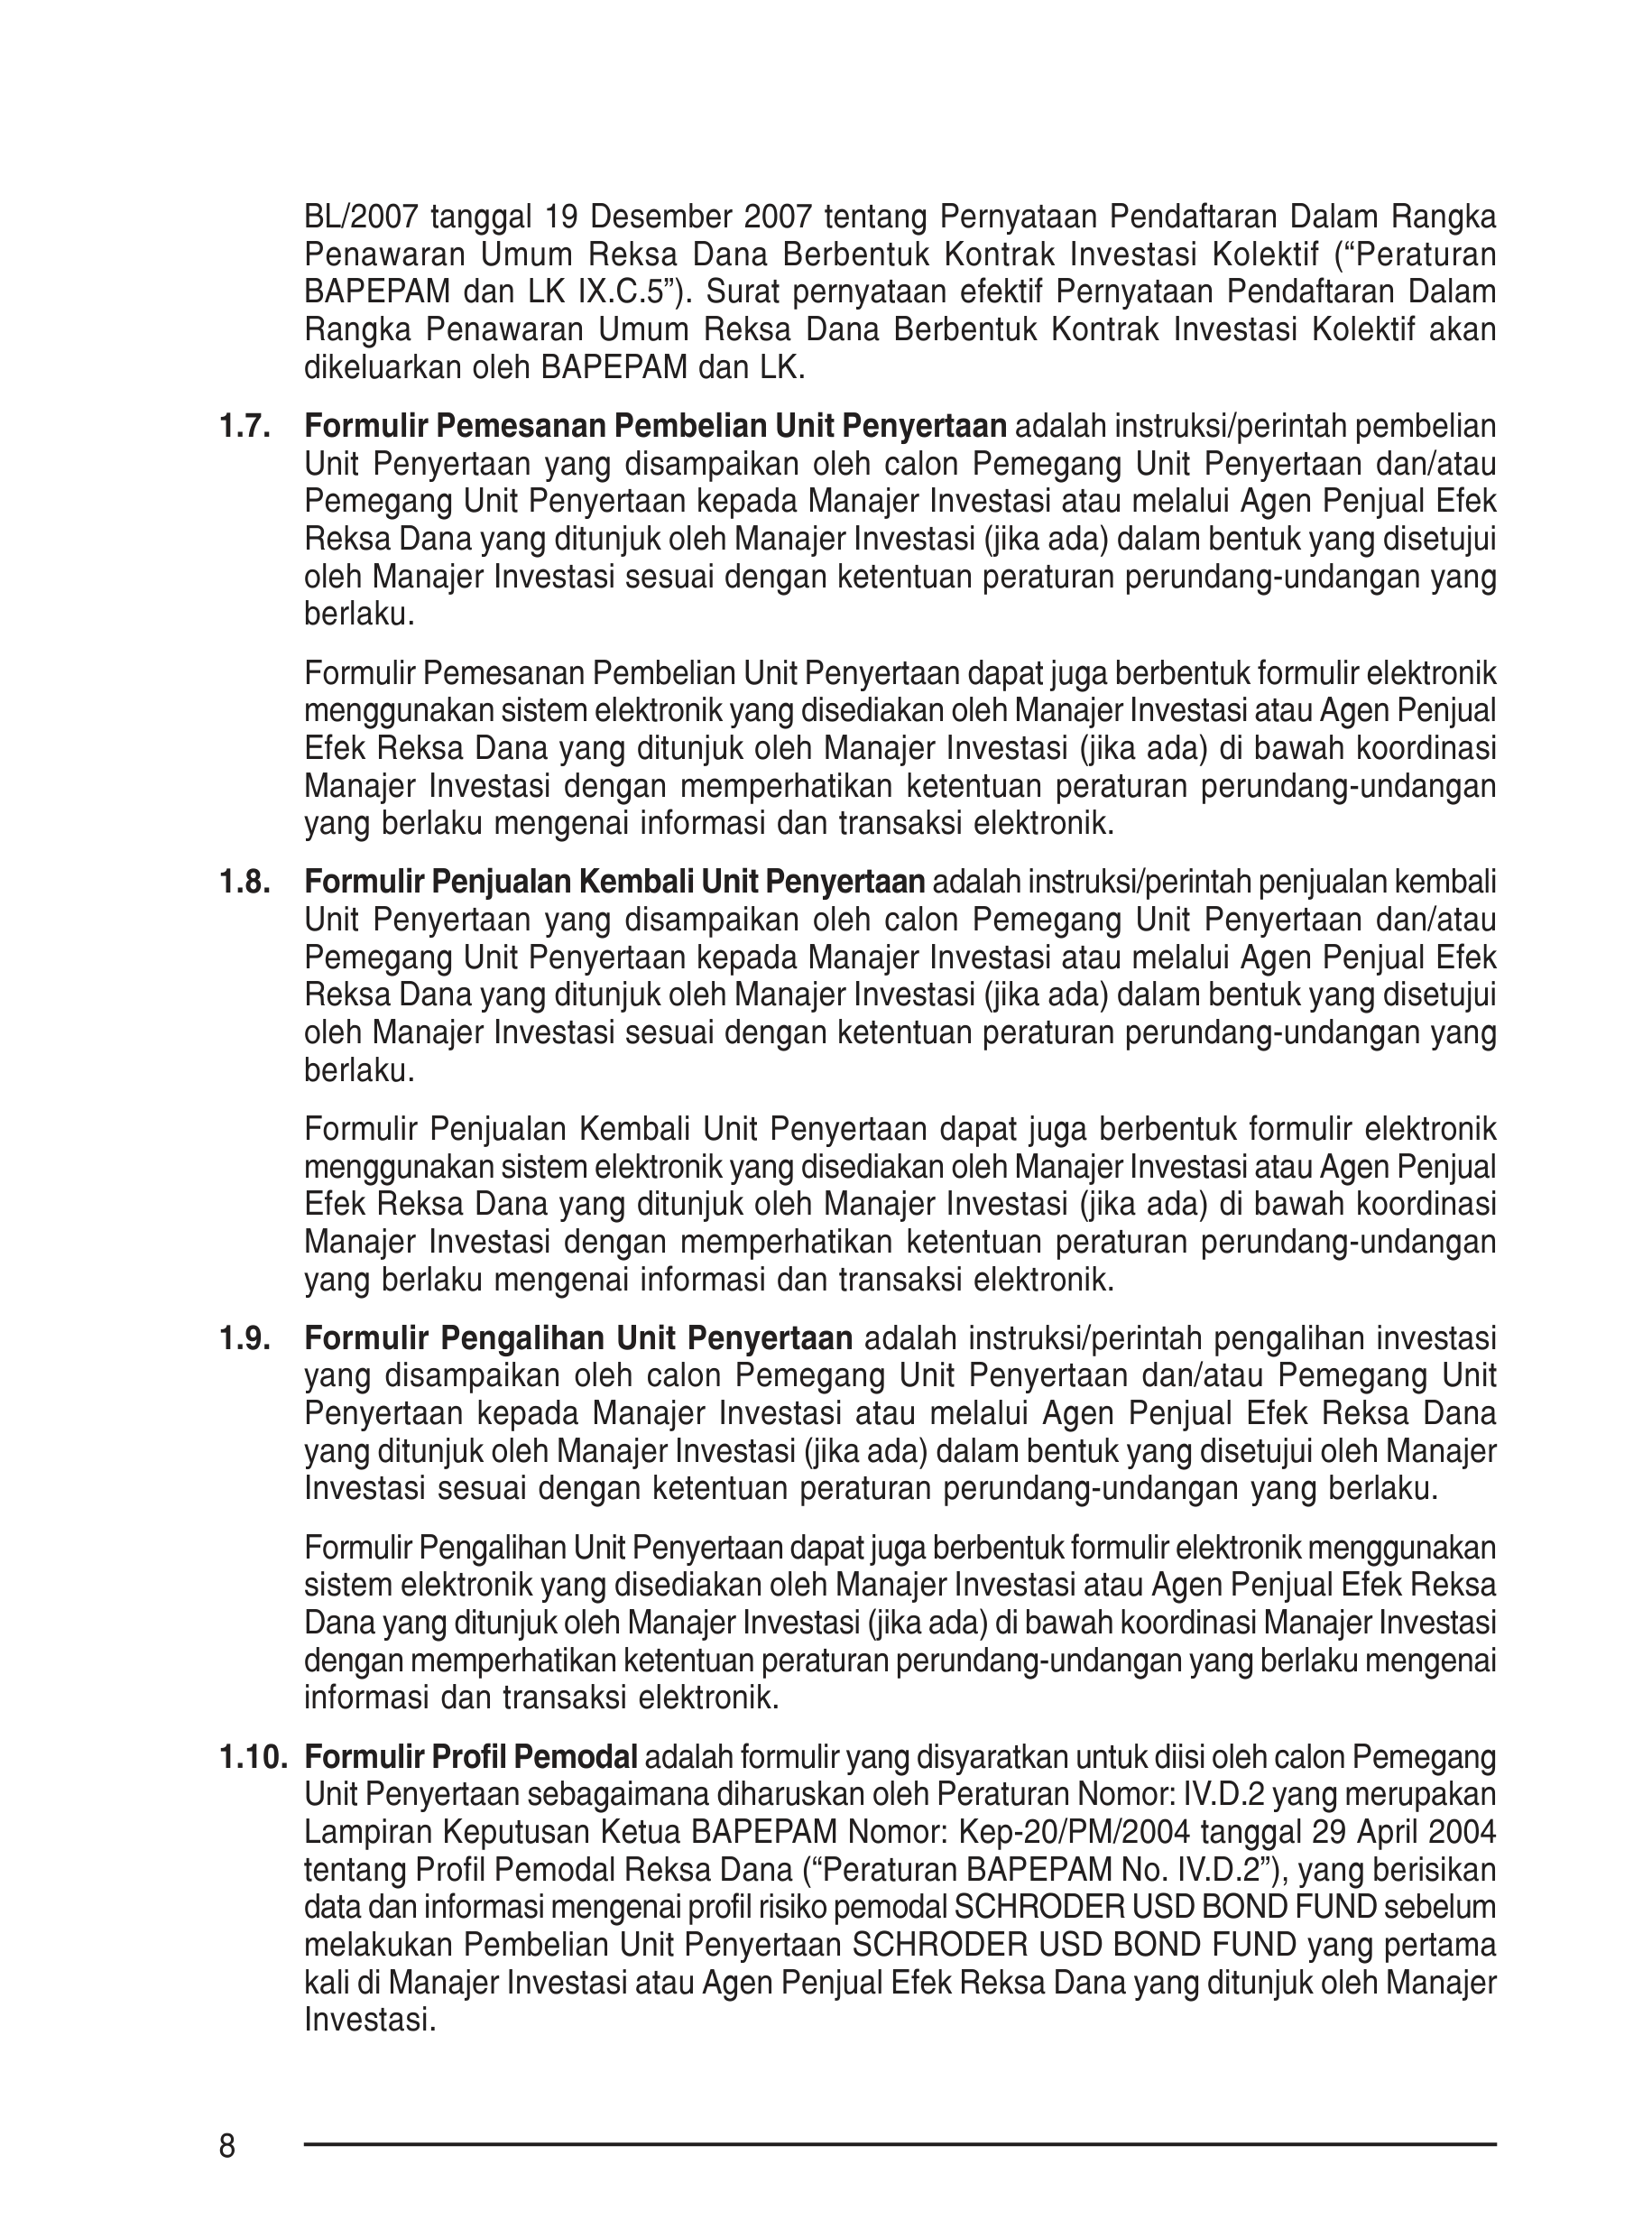 BL/2007 tanggal 19 Desember 2007 tentang Pernyataan Pendaftaran Dalam Rangka
Penawaran Umum Reksa Dana Berbentuk Kontrak Investasi Kolektif (“Peraturan
BAPEPAM dan LK IX.C.5”). Surat pernyataan efektif Pernyataan Pendaftaran Dalam
Rangka Penawaran Umum Reksa Dana Berbentuk Kontrak Investasi Kolektif akan
dikeluarkan oleh BAPEPAM dan LK.
1.7. Formulir Pemesanan Pembelian Unit Penyertaan adalah instruksi/perintah pembelian
Unit Penyertaan yang disampaikan oleh calon Pemegang Unit Penyertaan dan/atau
Pemegang Unit Penyertaan kepada Manajer Investasi atau melalui Agen Penjual Efek
Reksa Dana yang ditunjuk oleh Manajer Investasi (jika ada) dalam bentuk yang disetujui
oleh Manajer Investasi sesuai dengan ketentuan peraturan perundang-undangan yang
berlaku.
Formulir Pemesanan Pembelian Unit Penyertaan dapat juga berbentuk formulir elektronik
menggunakan sistem elektronik yang disediakan oleh Manajer Investasi atau Agen Penjual
Efek Reksa Dana yang ditunjuk oleh Manajer Investasi (jika ada) di bawah koordinasi
Manajer Investasi dengan memperhatikan ketentuan peraturan perundang-undangan
yang berlaku mengenai informasi dan transaksi elektronik.
1.8. Formulir Penjualan Kembali Unit Penyertaan adalah instruksi/perintah penjualan kembali
Unit Penyertaan yang disampaikan oleh calon Pemegang Unit Penyertaan dan/atau
Pemegang Unit Penyertaan kepada Manajer Investasi atau melalui Agen Penjual Efek
Reksa Dana yang ditunjuk oleh Manajer Investasi (jika ada) dalam bentuk yang disetujui
oleh Manajer Investasi sesuai dengan ketentuan peraturan perundang-undangan yang
berlaku.
Formulir Penjualan Kembali Unit Penyertaan dapat juga berbentuk formulir elektronik
menggunakan sistem elektronik yang disediakan oleh Manajer Investasi atau Agen Penjual
Efek Reksa Dana yang ditunjuk oleh Manajer Investasi (jika ada) di bawah koordinasi
Manajer Investasi dengan memperhatikan ketentuan peraturan perundang-undangan
yang berlaku mengenai informasi dan transaksi elektronik.
1.9. Formulir Pengalihan Unit Penyertaan adalah instruksi/perintah pengalihan investasi
yang disampaikan oleh calon Pemegang Unit Penyertaan dan/atau Pemegang Unit
Penyertaan kepada Manajer Investasi atau melalui Agen Penjual Efek Reksa Dana
yang ditunjuk oleh Manajer Investasi (jika ada) dalam bentuk yang disetujui oleh Manajer
Investasi sesuai dengan ketentuan peraturan perundang-undangan yang berlaku.
Formulir Pengalihan Unit Penyertaan dapat juga berbentuk formulir elektronik menggunakan
sistem elektronik yang disediakan oleh Manajer Investasi atau Agen Penjual Efek Reksa
Dana yang ditunjuk oleh Manajer Investasi (jika ada) di bawah koordinasi Manajer Investasi
dengan memperhatikan ketentuan peraturan perundang-undangan yang berlaku mengenai
informasi dan transaksi elektronik.
1.10. Formulir Profil Pemodal adalah formulir yang disyaratkan untuk diisi oleh calon Pemegang
Unit Penyertaan sebagaimana diharuskan oleh Peraturan Nomor: IV.D.2 yang merupakan
Lampiran Keputusan Ketua BAPEPAM Nomor: Kep-20/PM/2004 tanggal 29 April 2004
tentang Profil Pemodal Reksa Dana (“Peraturan BAPEPAM No. IV.D.2”), yang berisikan
data dan informasi mengenai profil risiko pemodal SCHRODER USD BOND FUND sebelum
melakukan Pembelian Unit Penyertaan SCHRODER USD BOND FUND yang pertama
kali di Manajer Investasi atau Agen Penjual Efek Reksa Dana yang ditunjuk oleh Manajer
Investasi.
8